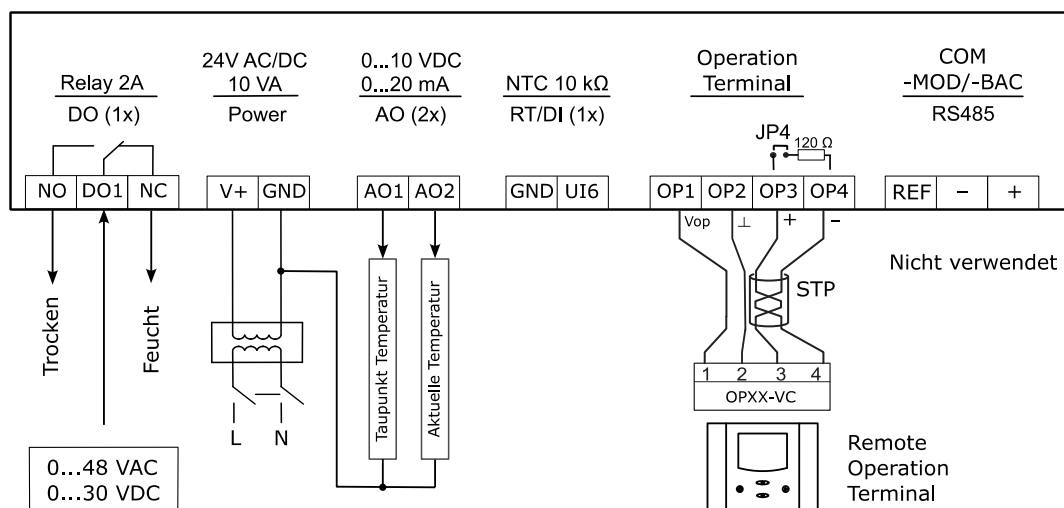 Relay 2A
DO (1x)
24V AC/DC
10 VA
Power
0...10 VDC
0...20 mA
AO (2x)
NTC 10 kΩ
RT/DI (1x)
Operation
Terminal
COM
-MOD/-BAC
RS485
JP4
120 Ω
NO DO1 NC
V+ GND
AO1 AO2
GND UI6
OP1 OP2 OP3 OP4
REF − +
Vop ⊥ + −
Nicht verwendet
STP
Trocken
Feucht
Taupunkt Temperatur
Aktuelle Temperatur
L N
1 2 3 4
OPXX-VC
0...48 VAC
0...30 VDC
Remote
Operation
Terminal